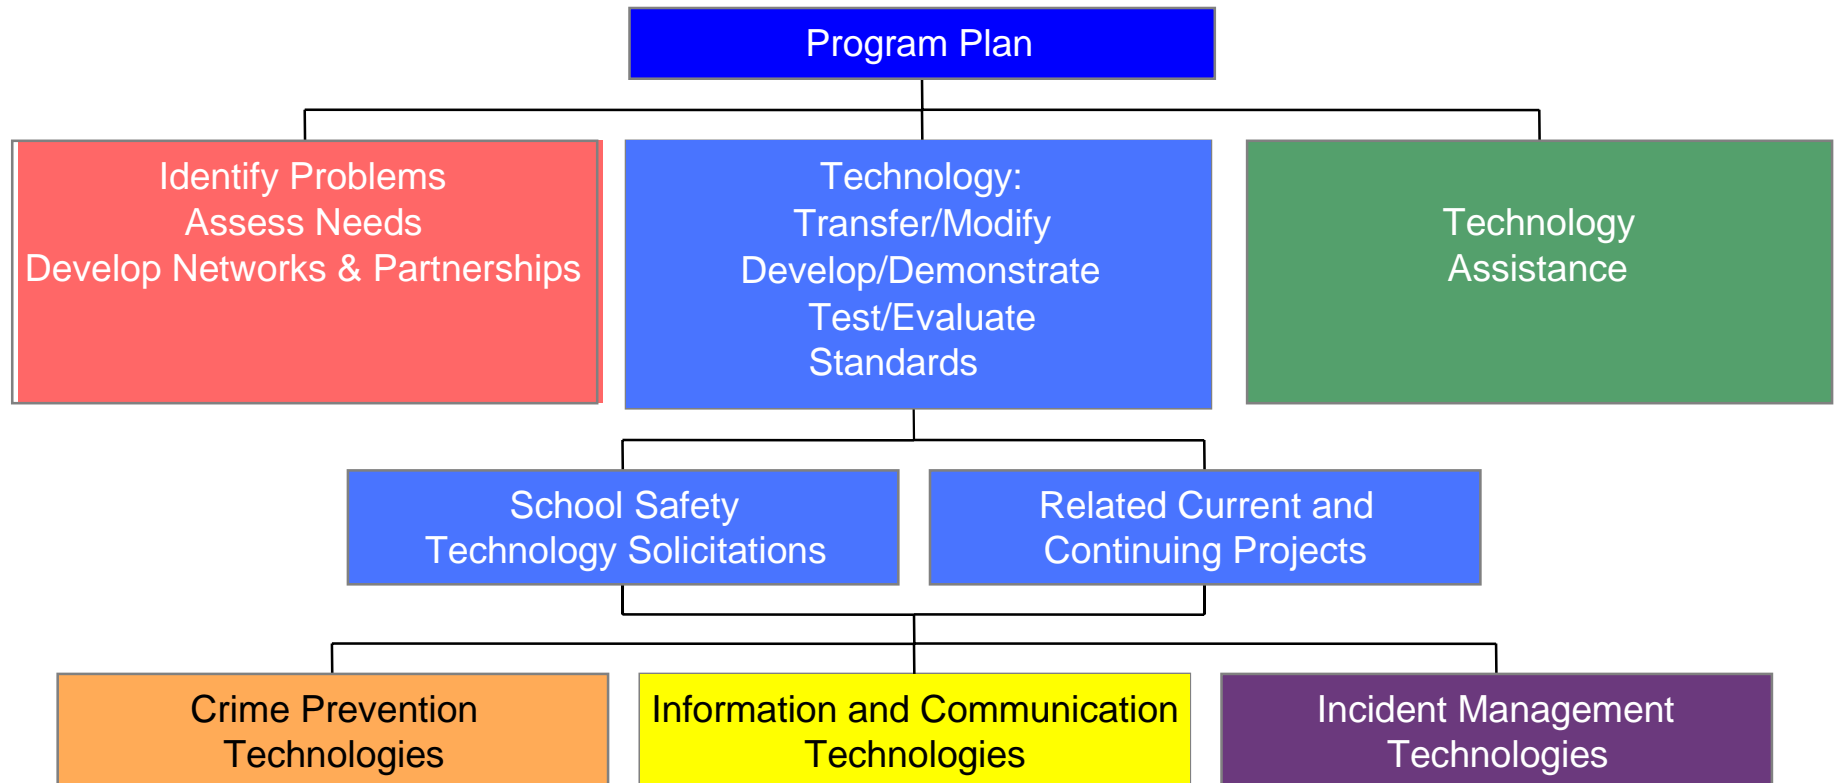 Program Plan
Identify Problems
Assess Needs
Develop Networks & Partnerships
Technology:
Transfer/Modify
Develop/Demonstrate
Test/Evaluate
Standards
Technology
Assistance
School Safety
Technology Solicitations
Related Current and
Continuing Projects
Crime Prevention
Technologies
Information and Communication
Technologies
Incident Management
Technologies